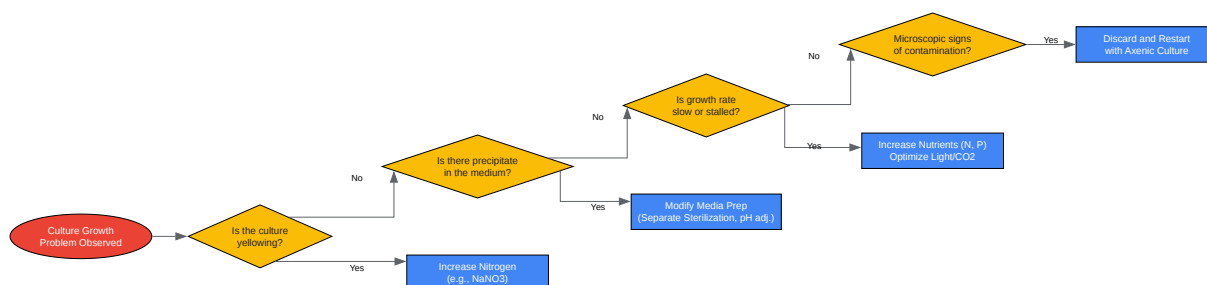 Culture Growth
Problem Observed
Is the culture
yellowing?
Yes
Increase Nitrogen
(e.g., NaNO3)
No
Is there precipitate
in the medium?
Yes
Modify Media Prep
(Separate Sterilization, pH adj.)
No
Is growth rate
slow or stalled?
Yes
Increase Nutrients (N, P)
Optimize Light/CO2
No
Microscopic signs
of contamination?
Yes
Discard and Restart
with Axenic Culture